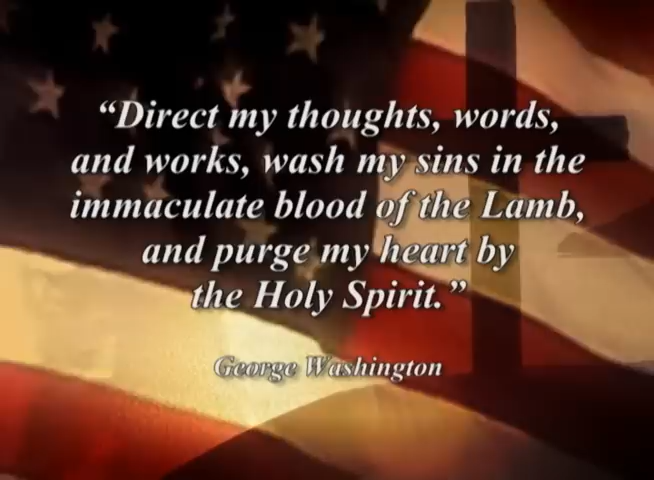 “Direct my thoughts, words,
and works, wash my sins in the
immaculate blood of the Lamb,
and purge my heart by
the Holy Spirit.”
George Washington